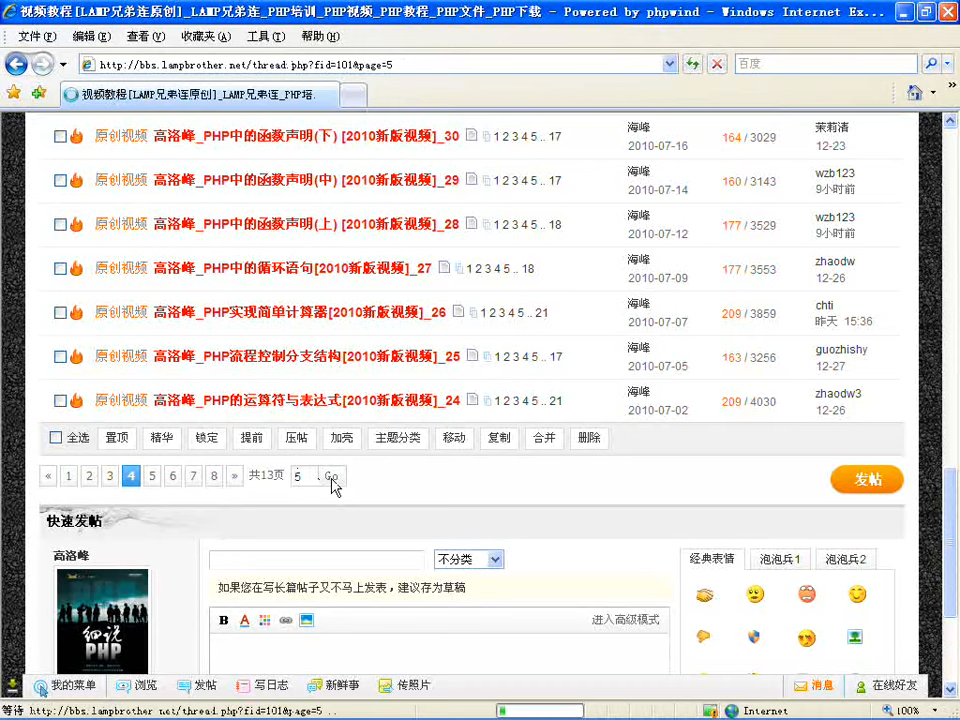 视频教程[LAMP兄弟连原创]_LAMP兄弟连_PHP培训_PHP视频_PHP教程_PHP文件_PHP下载 - Powered by phpwind - Windows Internet Ex...
文件(F) 编辑(E) 查看(V) 收藏夹(A) 工具(T) 帮助(H)
http://bbs.lampbrother.net/thread.php?fid=101&page=5 百度
视频教程[LAMP兄弟连原创]_LAMP兄弟连_PHP培.
原创视频 高洛峰_PHP中的函数声明(下) [2010新版视频]_30 1 2 3 4 5 .. 17 海峰 2010-07-16 164 / 3029 茉莉渚 12-23
原创视频 高洛峰_PHP中的函数声明(中) [2010新版视频]_29 1 2 3 4 5 .. 17 海峰 2010-07-14 160 / 3143 wzb123 9小时前
原创视频 高洛峰_PHP中的函数声明(上) [2010新版视频]_28 1 2 3 4 5 .. 18 海峰 2010-07-12 177 / 3529 wzb123 9小时前
原创视频 高洛峰_PHP中的循环语句[2010新版视频]_27 1 2 3 4 5 .. 18 海峰 2010-07-09 177 / 3553 zhaodw 12-26
原创视频 高洛峰_PHP实现简单计算器[2010新版视频]_26 1 2 3 4 5 .. 21 海峰 2010-07-07 209 / 3859 chti 昨天 15:36
原创视频 高洛峰_PHP流程控制分支结构[2010新版视频]_25 1 2 3 4 5 .. 17 海峰 2010-07-05 163 / 3256 guozhishy 12-27
原创视频 高洛峰_PHP的运算符与表达式[2010新版视频]_24 1 2 3 4 5 .. 21 海峰 2010-07-02 209 / 4030 zhaodw3 12-26
全选 置顶 精华 锁定 提前 压帖 加亮 主题分类 移动 复制 合并 删除
« 1 2 3 4 5 6 7 8 » 共13页 5 Go 发帖
快速发帖
高洛峰 不分类 经典表情 泡泡兵1 泡泡兵2
如果您在写长篇帖子又不马上发表，建议存为草稿
B A 进入高级模式
细说
PHP
我的菜单 浏览 发帖 写日志 新鲜事 传照片 消息 在线好友
等待 http://bbs.lampbrother.net/thread.php?fid=101&page=5 .. Internet 100%